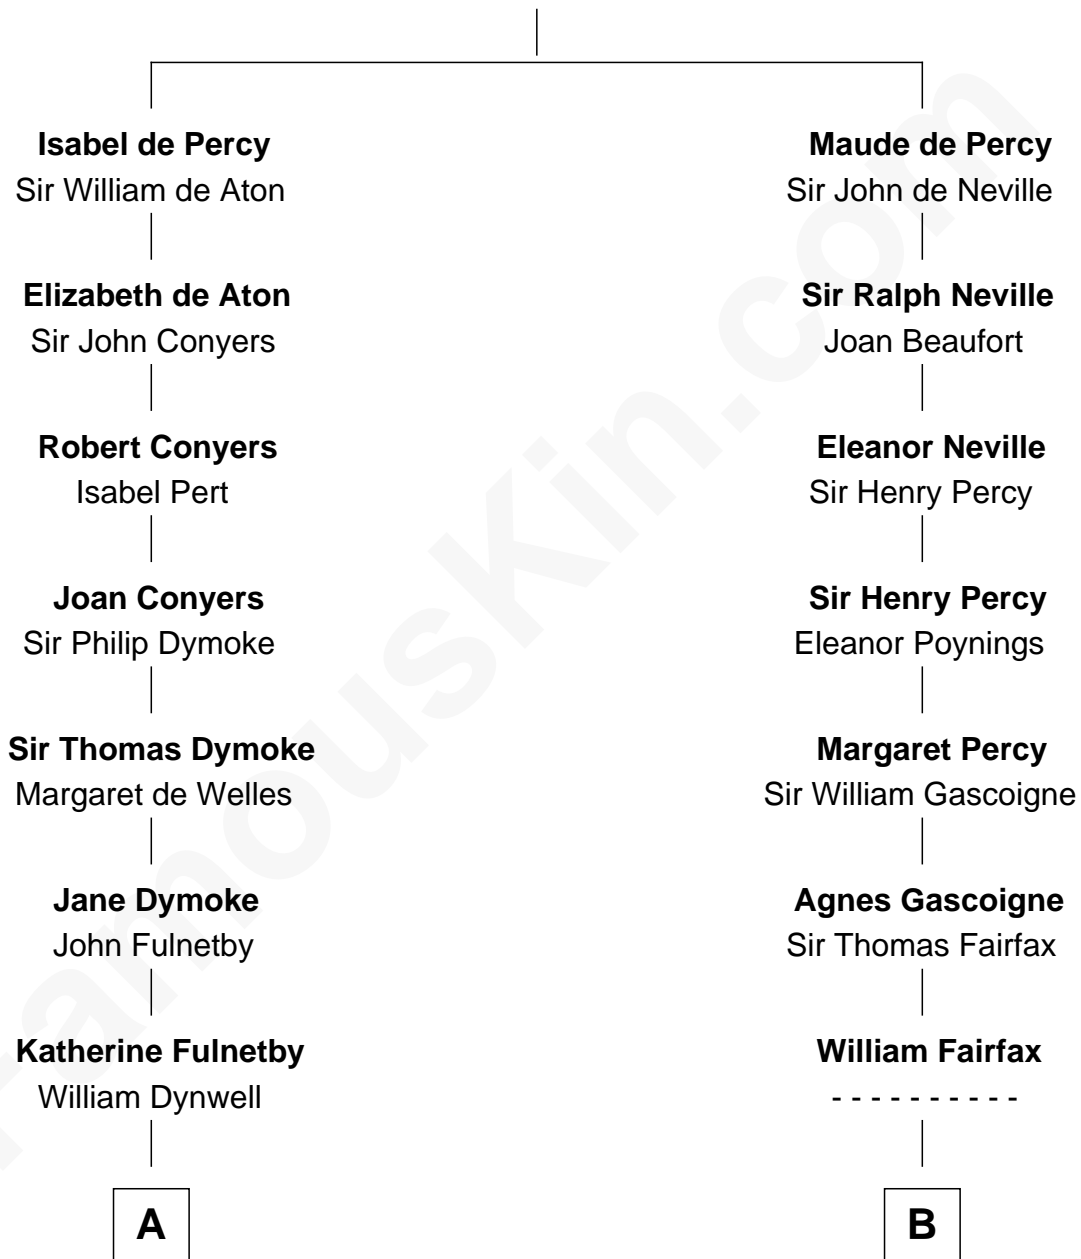 Isabel de Percy
Sir William de Aton
Elizabeth de Aton
Sir John Conyers
Robert Conyers
Isabel Pert
Joan Conyers
Sir Philip Dymoke
Sir Thomas Dymoke
Margaret de Welles
Jane Dymoke
John Fulnetby
Katherine Fulnetby
William Dynwell
A
Maude de Percy
Sir John de Neville
Sir Ralph Neville
Joan Beaufort
Eleanor Neville
Sir Henry Percy
Sir Henry Percy
Eleanor Poynings
Margaret Percy
Sir William Gascoigne
Agnes Gascoigne
Sir Thomas Fairfax
William Fairfax
- - - - - - - - - -
B
FamousKin.com